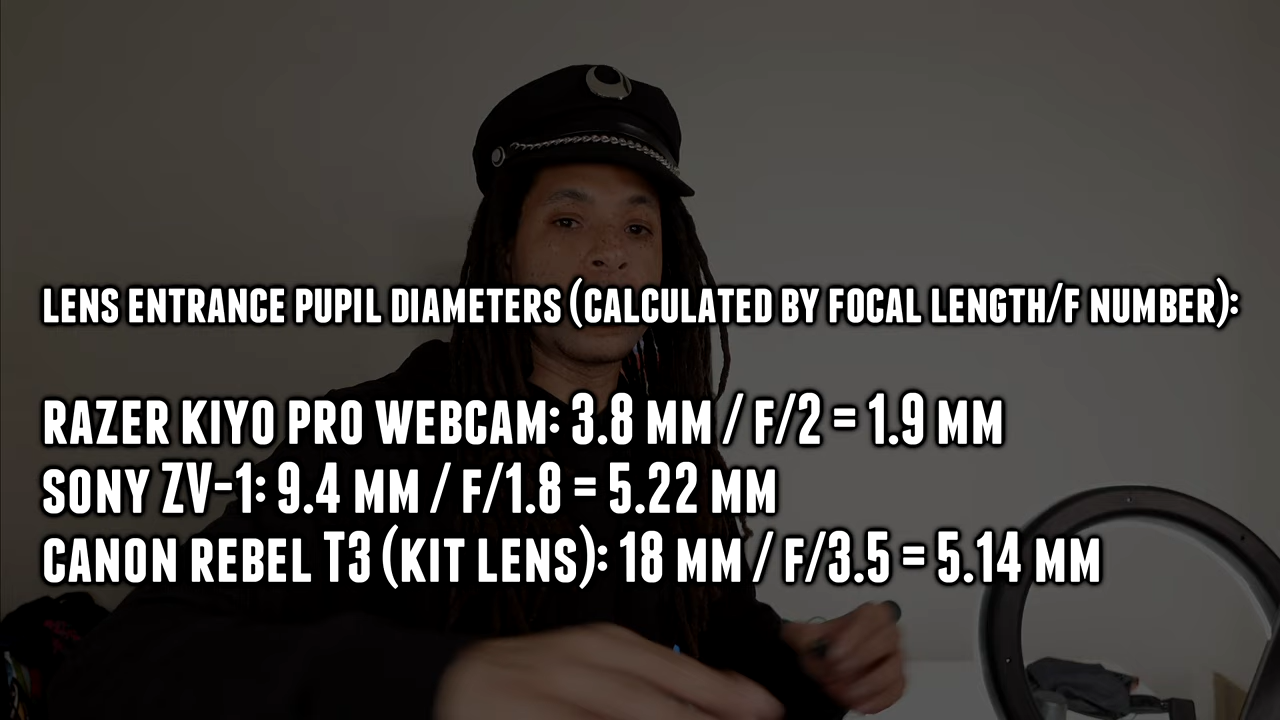 LENS ENTRANCE PUPIL DIAMETERS (CALCULATED BY FOCAL LENGTH/F NUMBER):
RAZER KIYO PRO WEBCAM: 3.8 MM / F/2 = 1.9 MM
SONY ZV-1: 9.4 MM / F/1.8 = 5.22 MM
CANON REBEL T3 (KIT LENS): 18 MM / F/3.5 = 5.14 MM